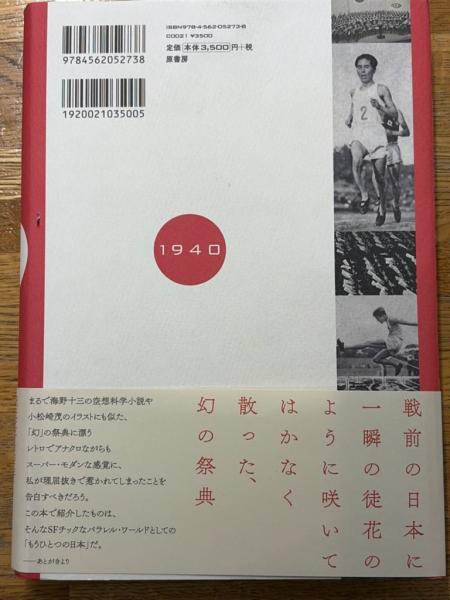 ISBN978-4-562-05273-8
C0021 ¥3500E
定価 本体 3,500円+税
原書房
9784562052738
1920021035005
2
1940
戦前の日本に
一瞬の徒花の
ように咲いて
はかなく
散った、
幻の祭典
まるで海野十三の空想科学小説や
小松崎茂のイラストにも似た、
「幻」の祭典に漂う
レトロでアナクロながらも
スーパー・モダンな感覚に、
私が理屈抜きで惹かれてしまったことを
告白すべきだろう。
この本で紹介したものは、
そんなSFチックなパラレル・ワールドとしての
「もうひとつの日本」だ。
――あとがきより